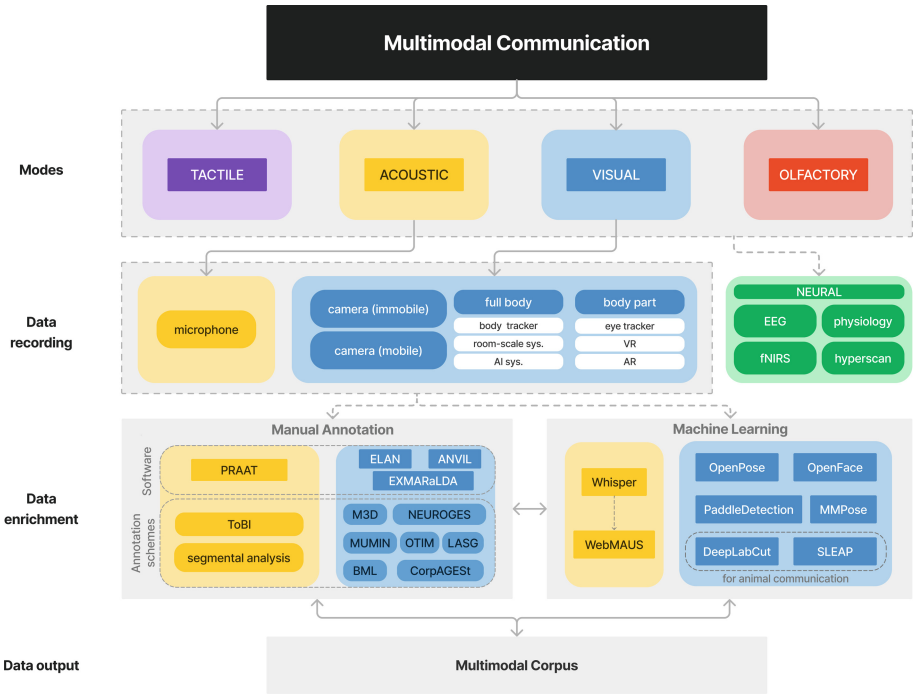 Multimodal Communication
Modes
TACTILE
ACOUSTIC
VISUAL
OLFACTORY
Data
recording
microphone
camera (immobile)
camera (mobile)
full body
body tracker
room-scale sys.
AI sys.
body part
eye tracker
VR
AR
NEURAL
EEG
physiology
fNIRS
hyperscan
Data
enrichment
Manual Annotation
Software
PRAAT
ELAN
ANVIL
EXMARaLDA
Annotation
schemes
ToBI
segmental analysis
M3D
NEUROGES
MUMIN
OTIM
LASG
BML
CorpAGESt
Machine Learning
Whisper
WebMAUS
OpenPose
OpenFace
PaddleDetection
MMPose
DeepLabCut
SLEAP
for animal communication
Data output
Multimodal Corpus